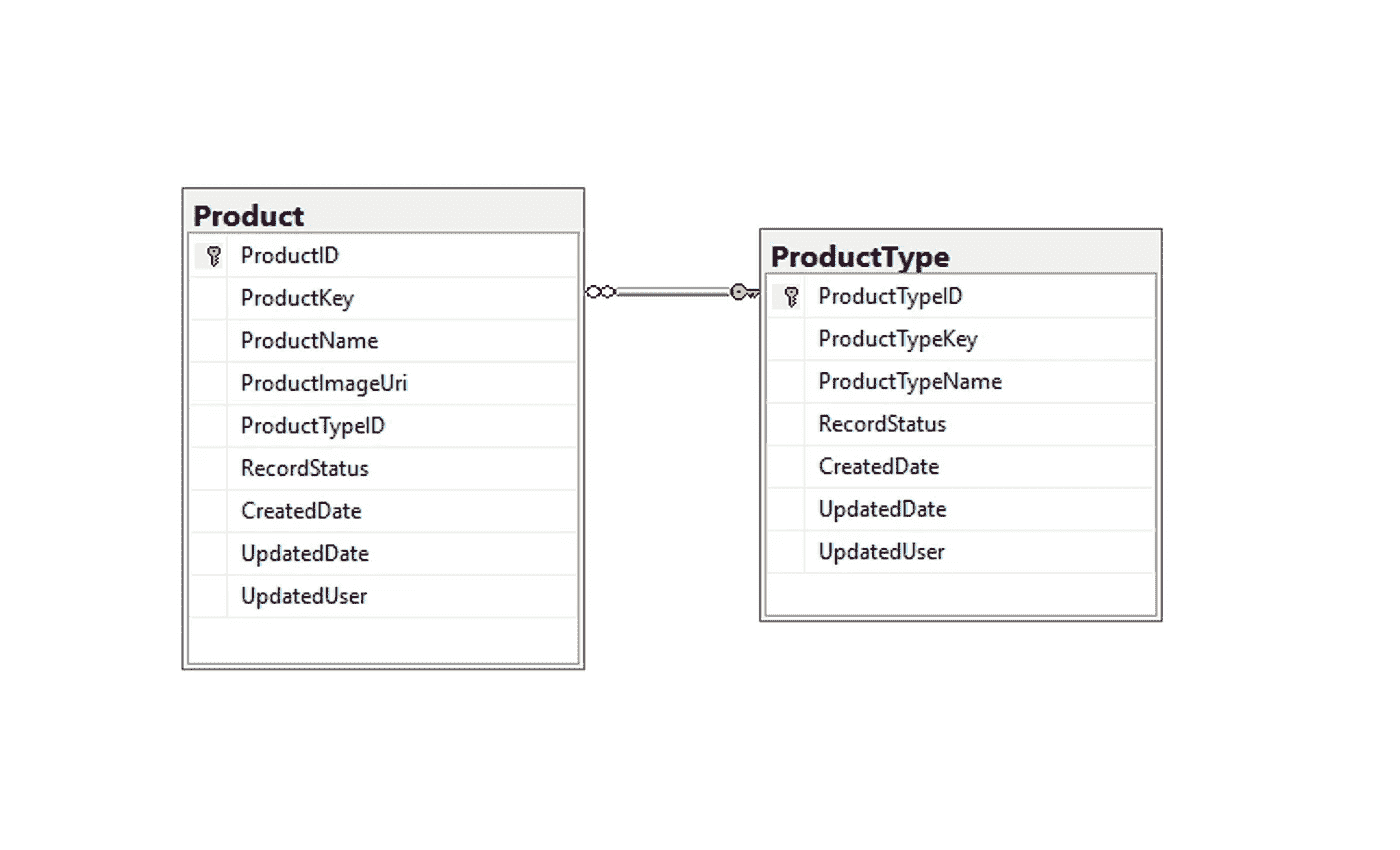 Product
ProductID
ProductKey
ProductName
ProductImageUri
ProductTypeID
RecordStatus
CreatedDate
UpdatedDate
UpdatedUser
ProductType
ProductTypeID
ProductTypeKey
ProductTypeName
RecordStatus
CreatedDate
UpdatedDate
UpdatedUser